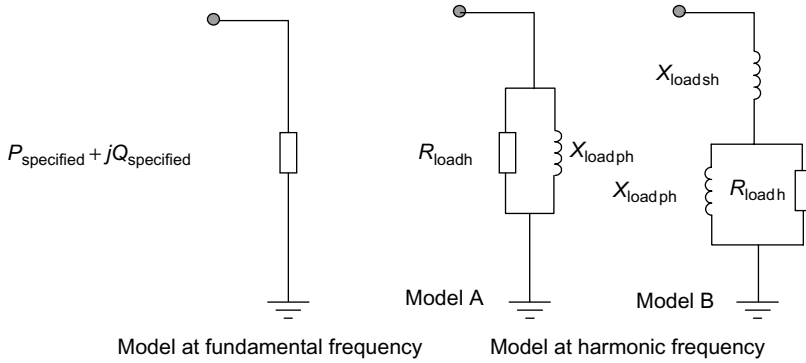 X_loadsh
P_specified + jQ_specified
R_loadh
X_loadph
X_loadph
R_loadh
Model A
Model B
Model at fundamental frequency
Model at harmonic frequency